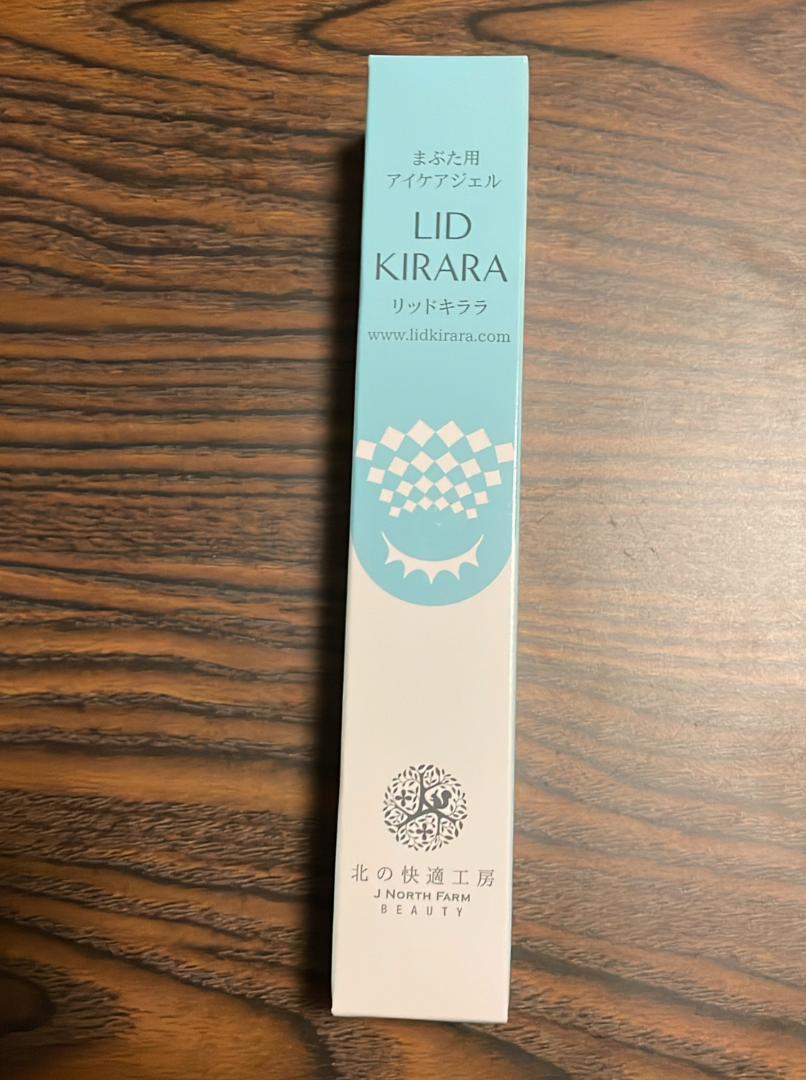 まぶた用
アイケアジェル
LID
KIRARA
リッドキララ
www.lidkirara.com
北の快適工房
J NORTH FARM
BEAUTY